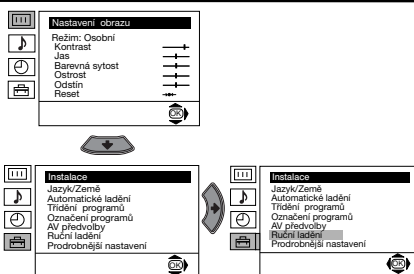 Nastavení obrazu
Režim: Osobní
Kontrast
Jas
Barevná sytost
Ostrost
Odstín
Reset
OK
Instalace
Jazyk/Země
Automatické ladění
Třídění programů
Označení programů
AV předvolby
Ruční ladění
Prodrobnější nastavení
OK
Instalace
Jazyk/Země
Automatické ladění
Třídění programů
Označení programů
AV předvolby
Ruční ladění
Prodrobnější nastavení
OK